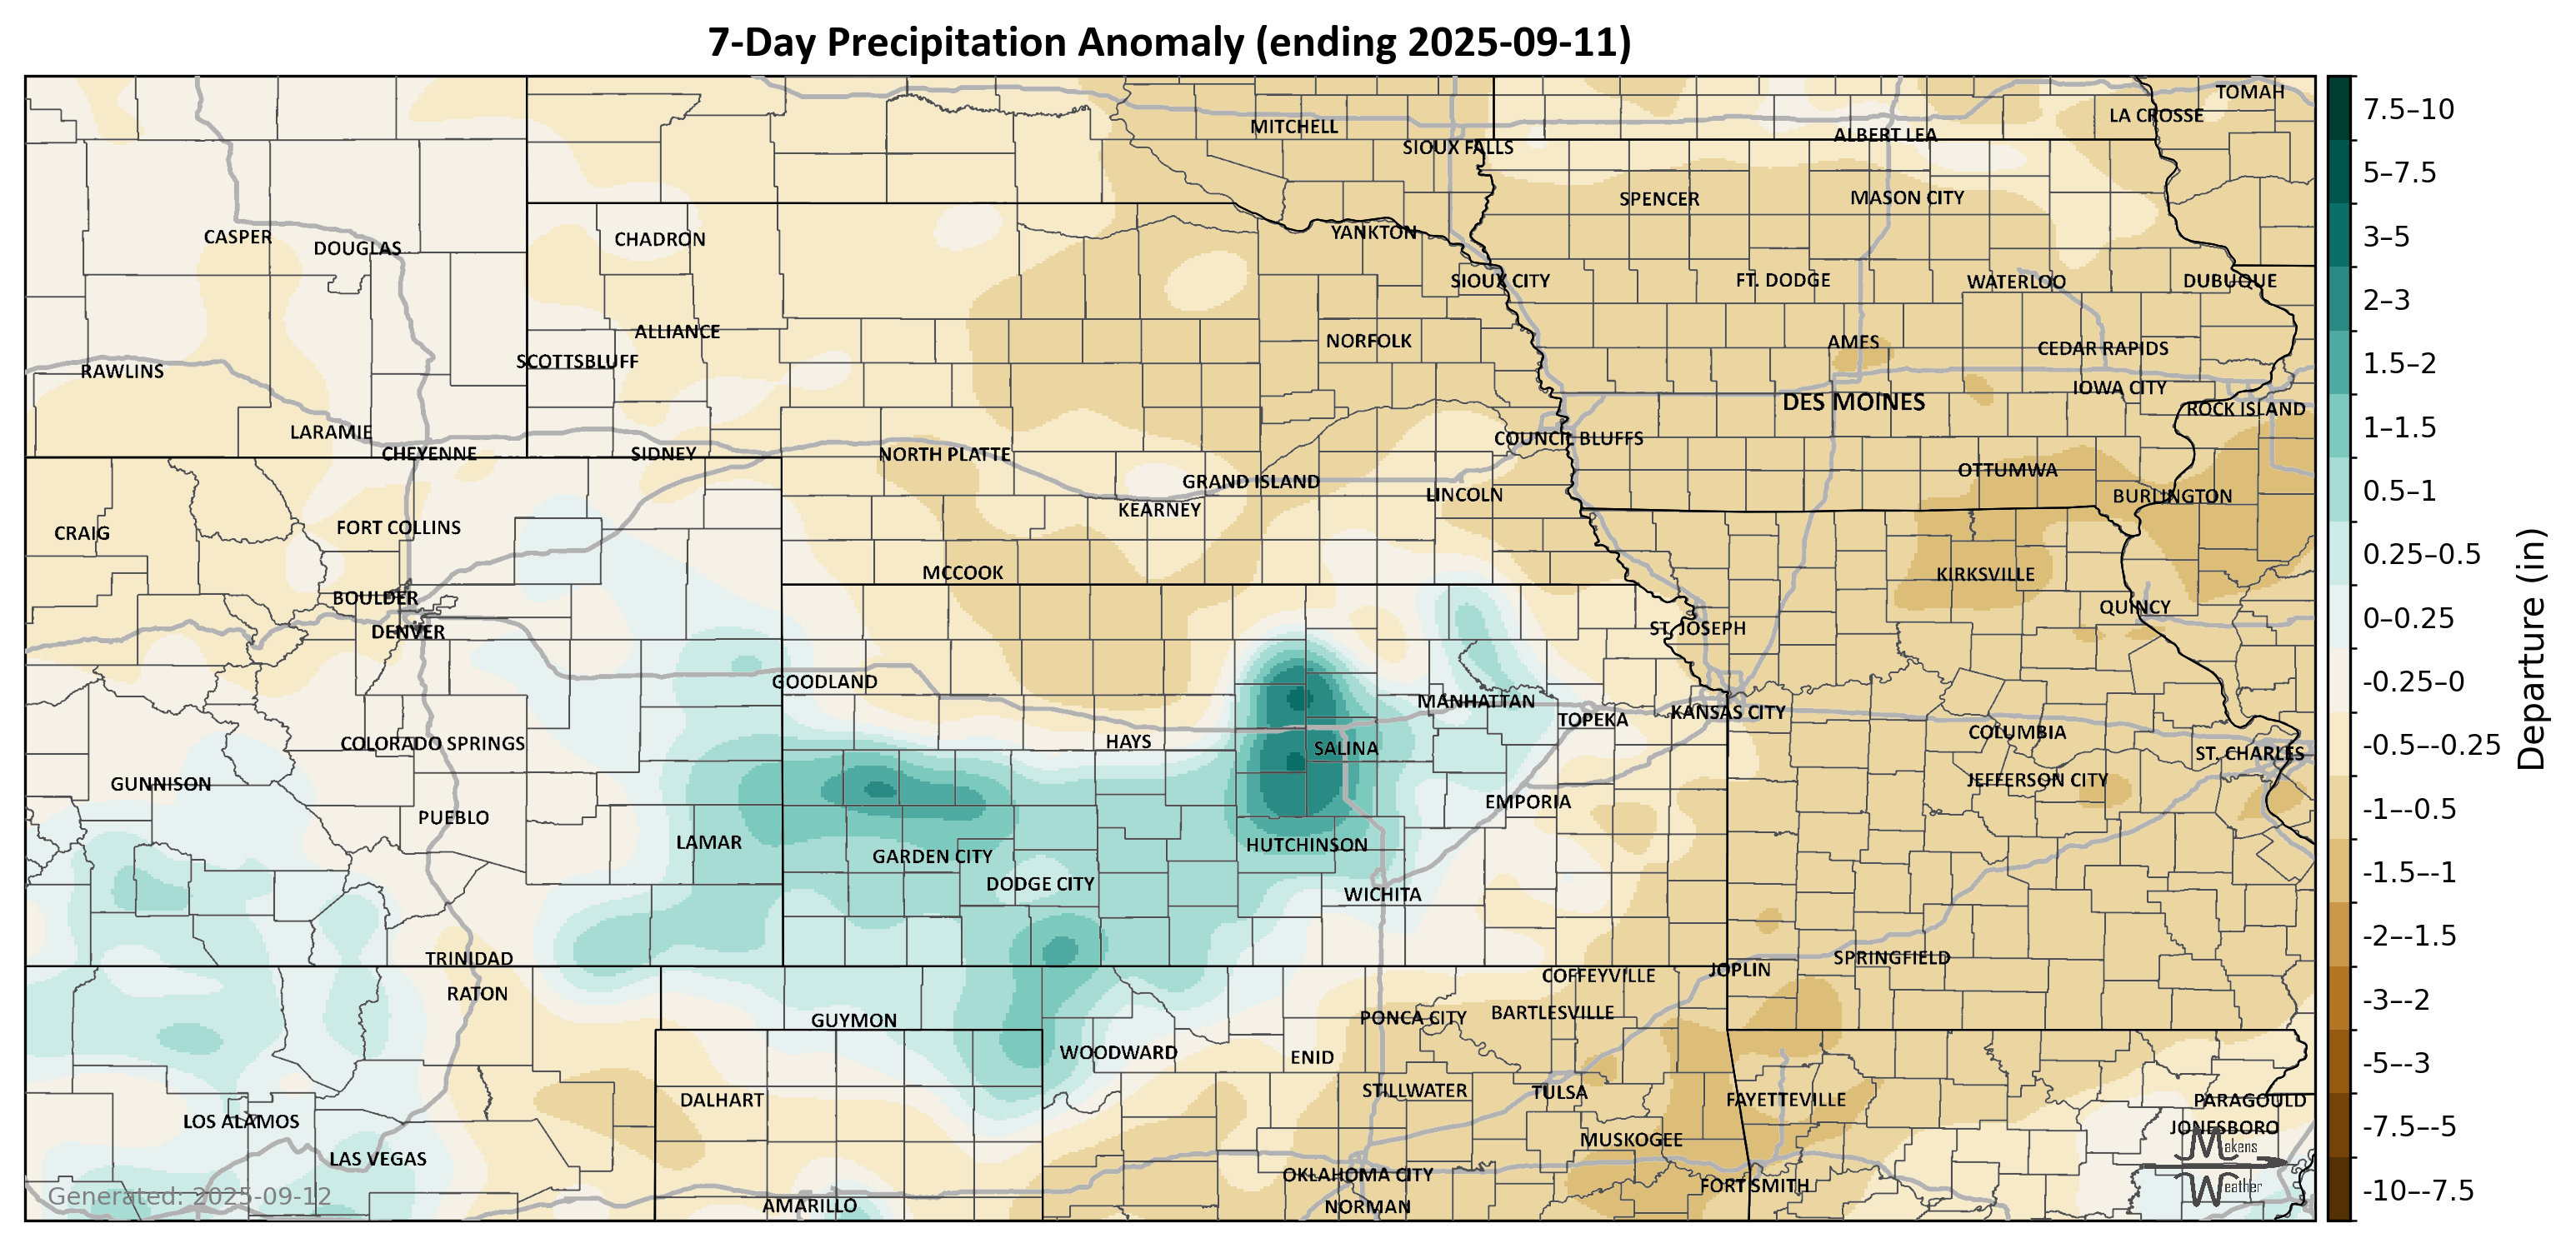 7-Day Precipitation Anomaly (ending 2025-09-11)
TOMAH
LA CROSSE
MITCHELL
ALBERT LEA
SIOUX FALLS
SPENCER
MASON CITY
CASPER
DOUGLAS
CHADRON
YANKTON
SIOUX CITY
FT. DODGE
WATERLOO
DUBUQUE
ALLIANCE
NORFOLK
AMES
CEDAR RAPIDS
SCOTTSBLUFF
RAWLINS
IOWA CITY
DES MOINES
ROCK ISLAND
LARAMIE
COUNCIL BLUFFS
CHEYENNE
SIDNEY
NORTH PLATTE
OTTUMWA
GRAND ISLAND
LINCOLN
BURLINGTON
KEARNEY
CRAIG
FORT COLLINS
MCCOOK
KIRKSVILLE
BOULDER
QUINCY
DENVER
ST. JOSEPH
GOODLAND
MANHATTAN
TOPEKA
KANSAS CITY
COLORADO SPRINGS
HAYS
SALINA
COLUMBIA
ST. CHARLES
GUNNISON
JEFFERSON CITY
PUEBLO
EMPORIA
LAMAR
GARDEN CITY
HUTCHINSON
DODGE CITY
WICHITA
TRINIDAD
SPRINGFIELD
JOPLIN
COFFEYVILLE
RATON
GUYMON
PONCA CITY
BARTLESVILLE
WOODWARD
ENID
STILLWATER
TULSA
DALHART
FAYETTEVILLE
PARAGOULD
LOS ALAMOS
JONESBORO
MUSKOGEE
LAS VEGAS
OKLAHOMA CITY
FORT SMITH
AMARILLO
NORMAN
Generated: 2025-09-12
Makens
Weather
7.5–10
5–7.5
3–5
2–3
1.5–2
1–1.5
0.5–1
0.25–0.5
0–0.25
-0.25–0
-0.5–-0.25
-1–-0.5
-1.5–-1
-2–-1.5
-3–-2
-5–-3
-7.5–-5
-10–-7.5
Departure (in)